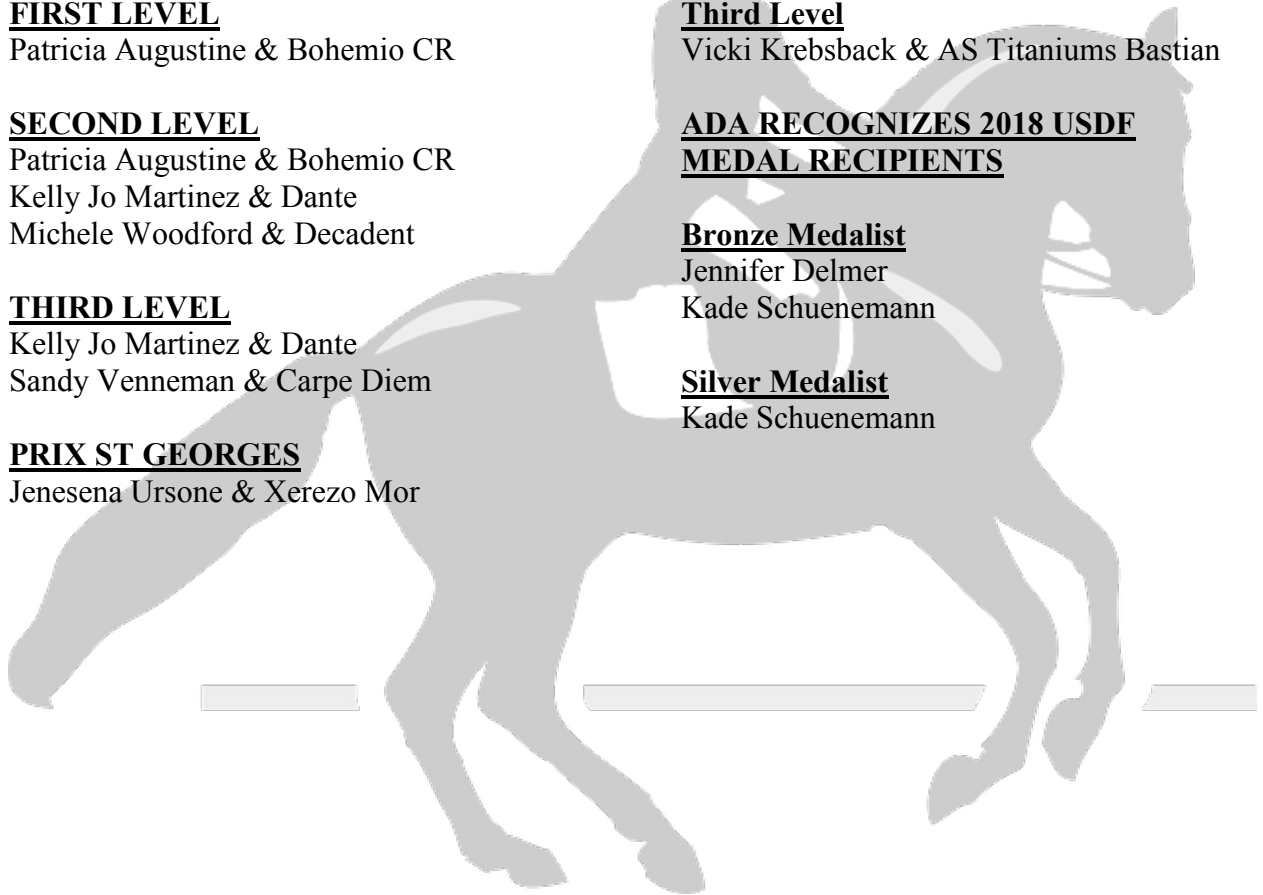 FIRST LEVEL
Patricia Augustine & Bohemio CR
SECOND LEVEL
Patricia Augustine & Bohemio CR
Kelly Jo Martinez & Dante
Michele Woodford & Decadent
THIRD LEVEL
Kelly Jo Martinez & Dante
Sandy Venneman & Carpe Diem
PRIX ST GEORGES
Jenesena Ursone & Xerezo Mor
Third Level
Vicki Krebsback & AS Titaniums Bastian
ADA RECOGNIZES 2018 USDF
MEDAL RECIPIENTS
Bronze Medalist
Jennifer Delmer
Kade Schuenemann
Silver Medalist
Kade Schuenemann